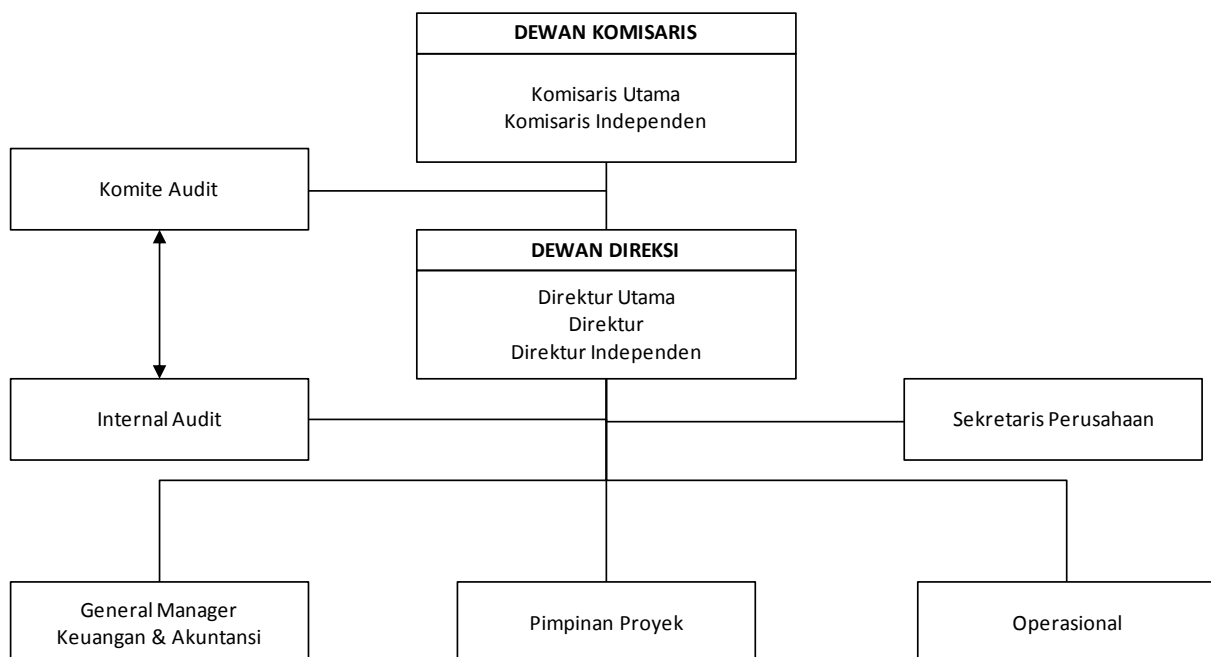 DEWAN KOMISARIS
Komisaris Utama
Komisaris Independen
Komite Audit
DEWAN DIREKSI
Direktur Utama
Direktur
Direktur Independen
Internal Audit
Sekretaris Perusahaan
General Manager
Keuangan & Akuntansi
Pimpinan Proyek
Operasional